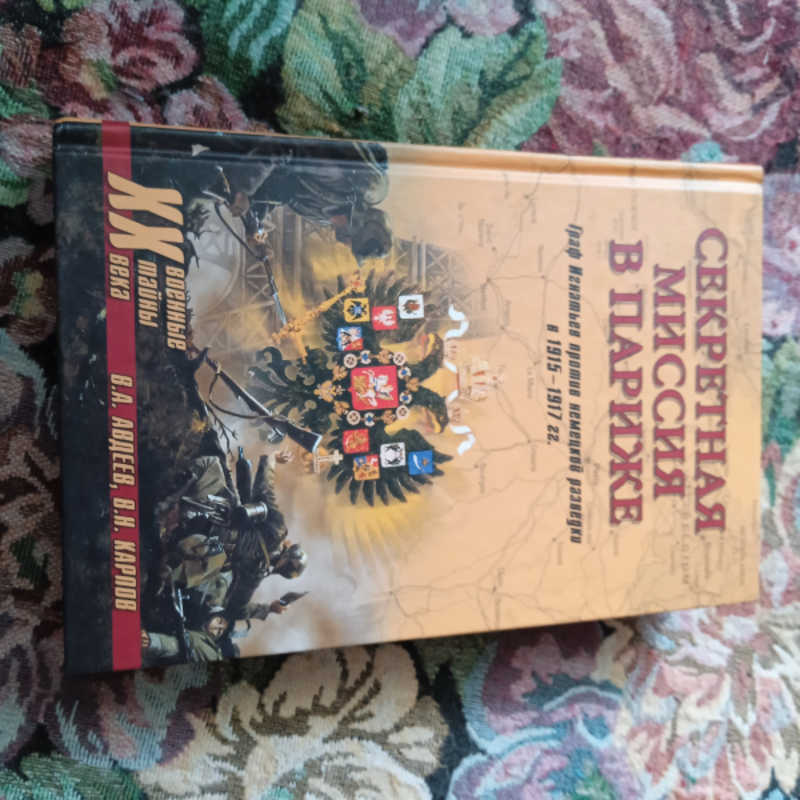 СЕКРЕТНАЯ
МИССИЯ
В ПАРИЖЕ
Граф Игнатьев против немецкой разведки
в 1915–1917 гг.
XX
военные
тайны
века
В.А. АВДЕЕВ, В.Н. КАРПОВ